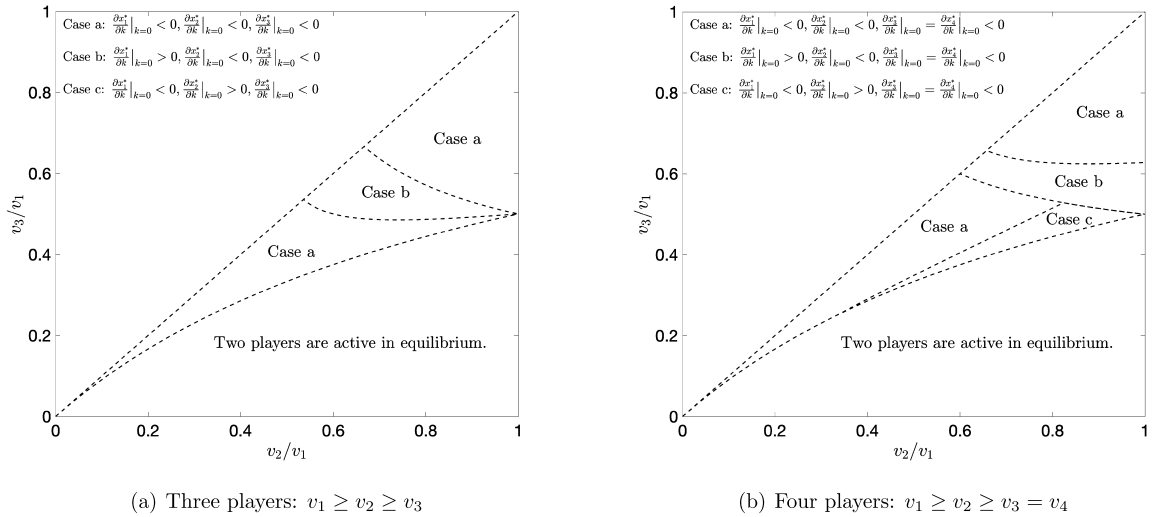 Case a: ∂x₁*/∂k|ₖ₌₀ < 0, ∂x₂*/∂k|ₖ₌₀ < 0, ∂x₃*/∂k|ₖ₌₀ < 0
Case b: ∂x₁*/∂k|ₖ₌₀ > 0, ∂x₂*/∂k|ₖ₌₀ < 0, ∂x₃*/∂k|ₖ₌₀ < 0
Case c: ∂x₁*/∂k|ₖ₌₀ < 0, ∂x₂*/∂k|ₖ₌₀ > 0, ∂x₃*/∂k|ₖ₌₀ < 0
1
0.8
0.6
0.4
0.2
0
v₃/v₁
Case a
Case b
Case a
Two players are active in equilibrium.
0 0.2 0.4 0.6 0.8 1
v₂/v₁
(a) Three players: v₁ ≥ v₂ ≥ v₃
Case a: ∂x₁*/∂k|ₖ₌₀ < 0, ∂x₂*/∂k|ₖ₌₀ < 0, ∂x₃*/∂k|ₖ₌₀ = ∂x₄*/∂k|ₖ₌₀ < 0
Case b: ∂x₁*/∂k|ₖ₌₀ > 0, ∂x₂*/∂k|ₖ₌₀ < 0, ∂x₃*/∂k|ₖ₌₀ = ∂x₄*/∂k|ₖ₌₀ < 0
Case c: ∂x₁*/∂k|ₖ₌₀ < 0, ∂x₂*/∂k|ₖ₌₀ > 0, ∂x₃*/∂k|ₖ₌₀ = ∂x₄*/∂k|ₖ₌₀ < 0
1
0.8
0.6
0.4
0.2
0
v₃/v₁
Case a
Case b
Case c
Case a
Two players are active in equilibrium.
0 0.2 0.4 0.6 0.8 1
v₂/v₁
(b) Four players: v₁ ≥ v₂ ≥ v₃ = v₄